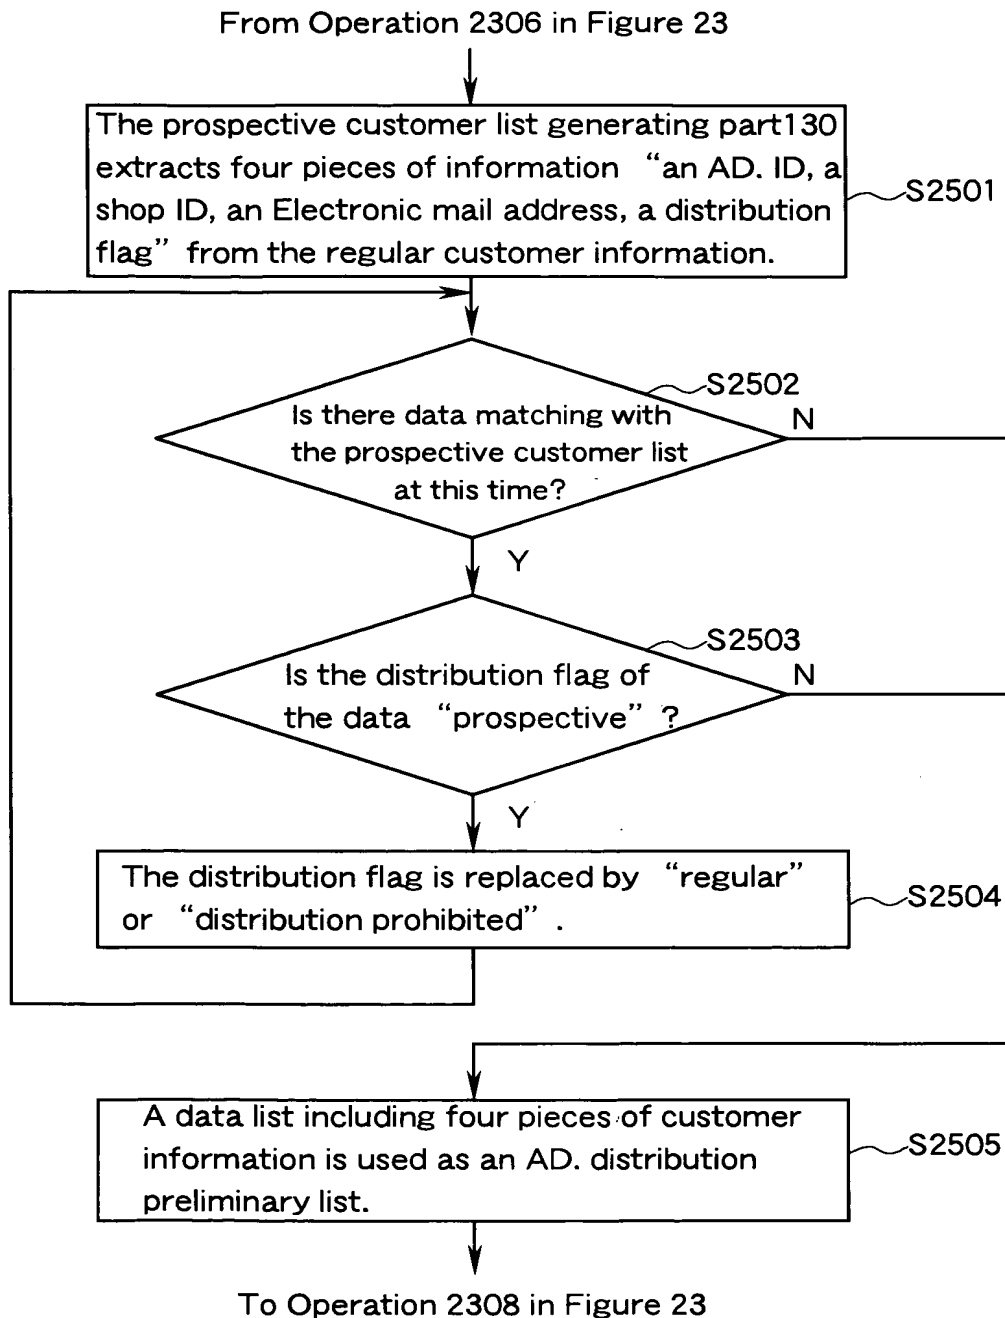 From Operation 2306 in Figure 23
The prospective customer list generating part130
extracts four pieces of information “an AD. ID, a
shop ID, an Electronic mail address, a distribution
flag” from the regular customer information.
S2501
S2502
Is there data matching with
the prospective customer list
at this time?
N
Y
S2503
Is the distribution flag of
the data “prospective” ?
N
Y
The distribution flag is replaced by “regular”
or “distribution prohibited” .
S2504
A data list including four pieces of customer
information is used as an AD. distribution
preliminary list.
S2505
To Operation 2308 in Figure 23